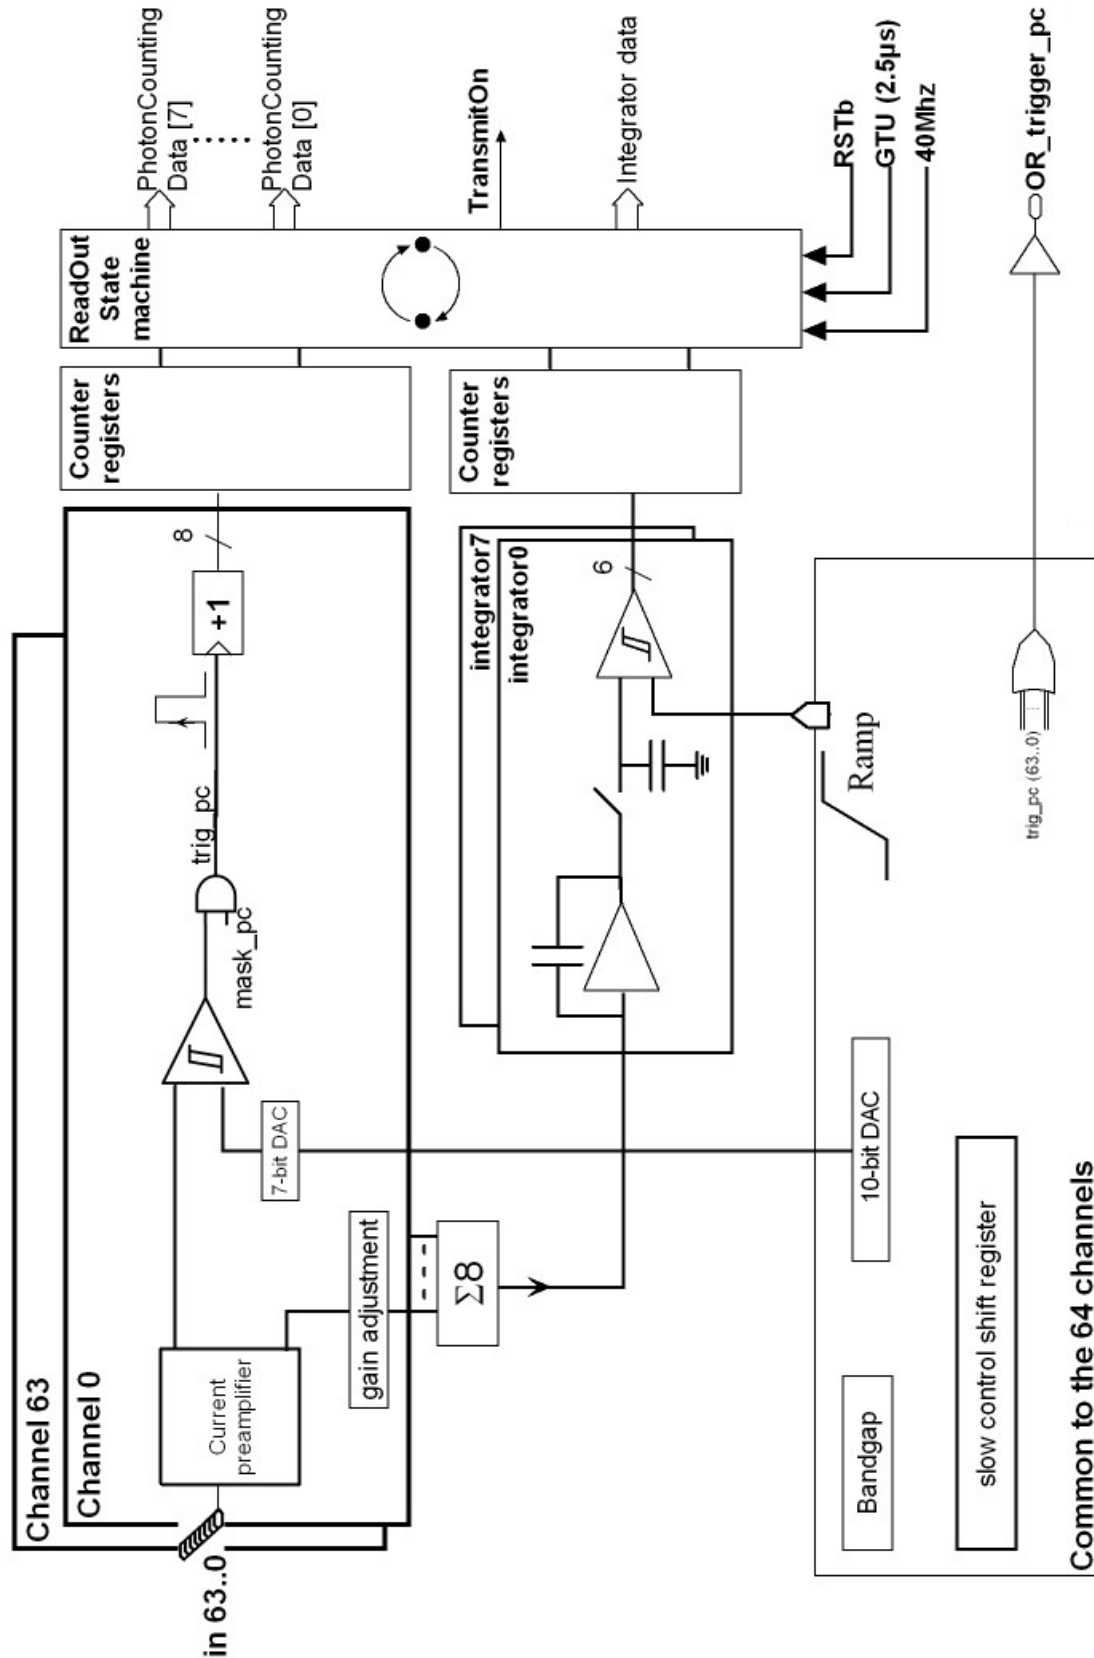 Channel 63
Channel 0
in 63..0
Current
preamplifier
gain adjustment
7-bit DAC
mask_pc
trig_pc
+1
8
Counter
registers
ReadOut
State
machine
PhotonCounting
Data [7]
PhotonCounting
Data [0]
TransmitOn
Integrator data
Σ8
integrator7
integrator0
6
Counter
registers
RSTb
GTU (2.5µs)
40Mhz
Ramp
Bandgap
10-bit DAC
slow control shift register
trig_pc (63..0)
OR_trigger_pc
Common to the 64 channels